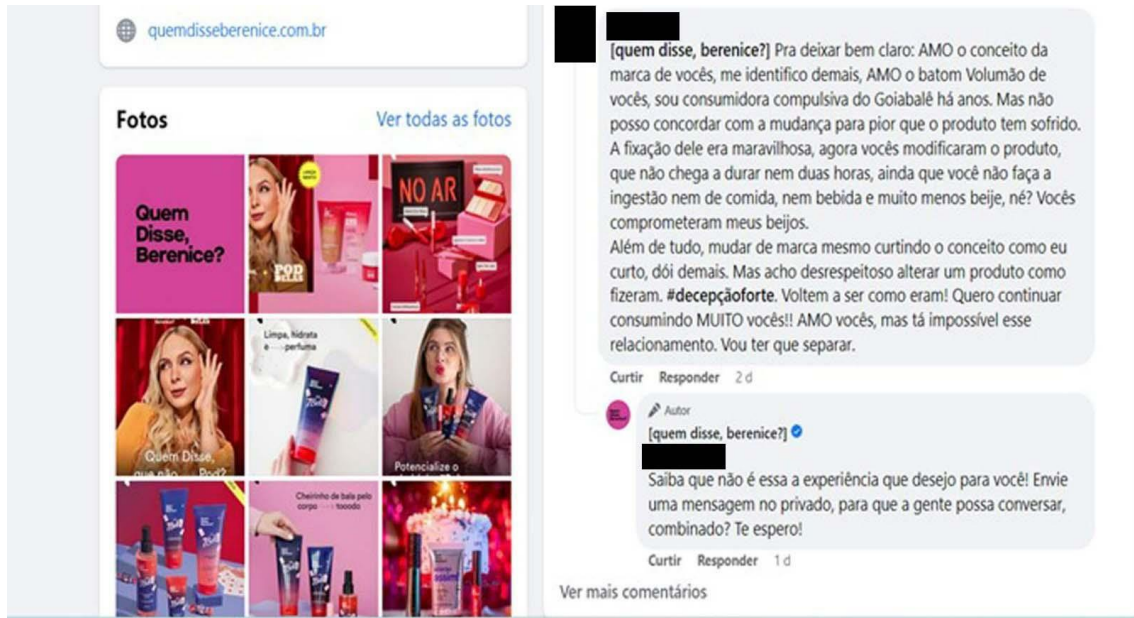 quemdisseberenice.com.br
Fotos
Ver todas as fotos
Quem
Disse,
Berenice?
POD
DELAS
NO AR
Quem Disse,
que não Pod?
Limpa, hidrata
e perfuma
Potencialize o
Cheirinho de bala pelo
corpo tooodo
assim!
[quem disse, berenice?] Pra deixar bem claro: AMO o conceito da
marca de vocês, me identifico demais, AMO o batom Volumão de
vocês, sou consumidora compulsiva do Goiabalê há anos. Mas não
posso concordar com a mudança para pior que o produto tem sofrido.
A fixação dele era maravilhosa, agora vocês modificaram o produto,
que não chega a durar nem duas horas, ainda que você não faça a
ingestão nem de comida, nem bebida e muito menos beije, né? Vocês
comprometeram meus beijos.
Além de tudo, mudar de marca mesmo curtindo o conceito como eu
curto, dói demais. Mas acho desrespeitoso alterar um produto como
fizeram. #decepçãoforte. Voltem a ser como eram! Quero continuar
consumindo MUITO vocês!! AMO vocês, mas tá impossível esse
relacionamento. Vou ter que separar.
Curtir Responder 2 d
Autor
[quem disse, berenice?]
Saiba que não é essa a experiência que desejo para você! Envie
uma mensagem no privado, para que a gente possa conversar,
combinado? Te espero!
Curtir Responder 1 d
Ver mais comentários